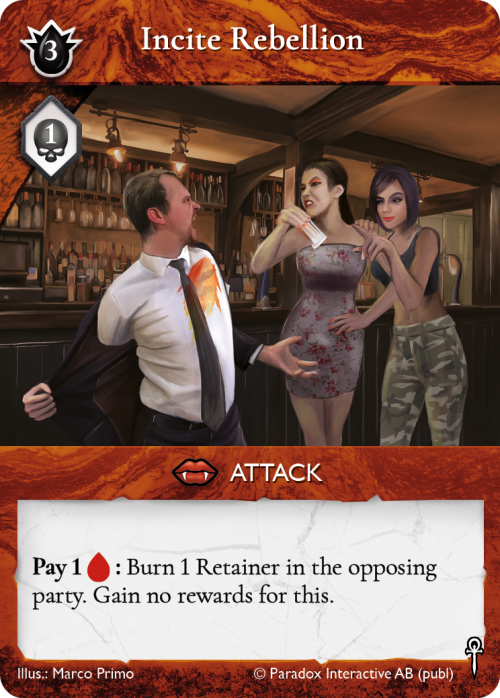 3
Incite Rebellion
1
ATTACK
Pay 1 : Burn 1 Retainer in the opposing
party. Gain no rewards for this.
Illus.: Marco Primo
© Paradox Interactive AB (publ)